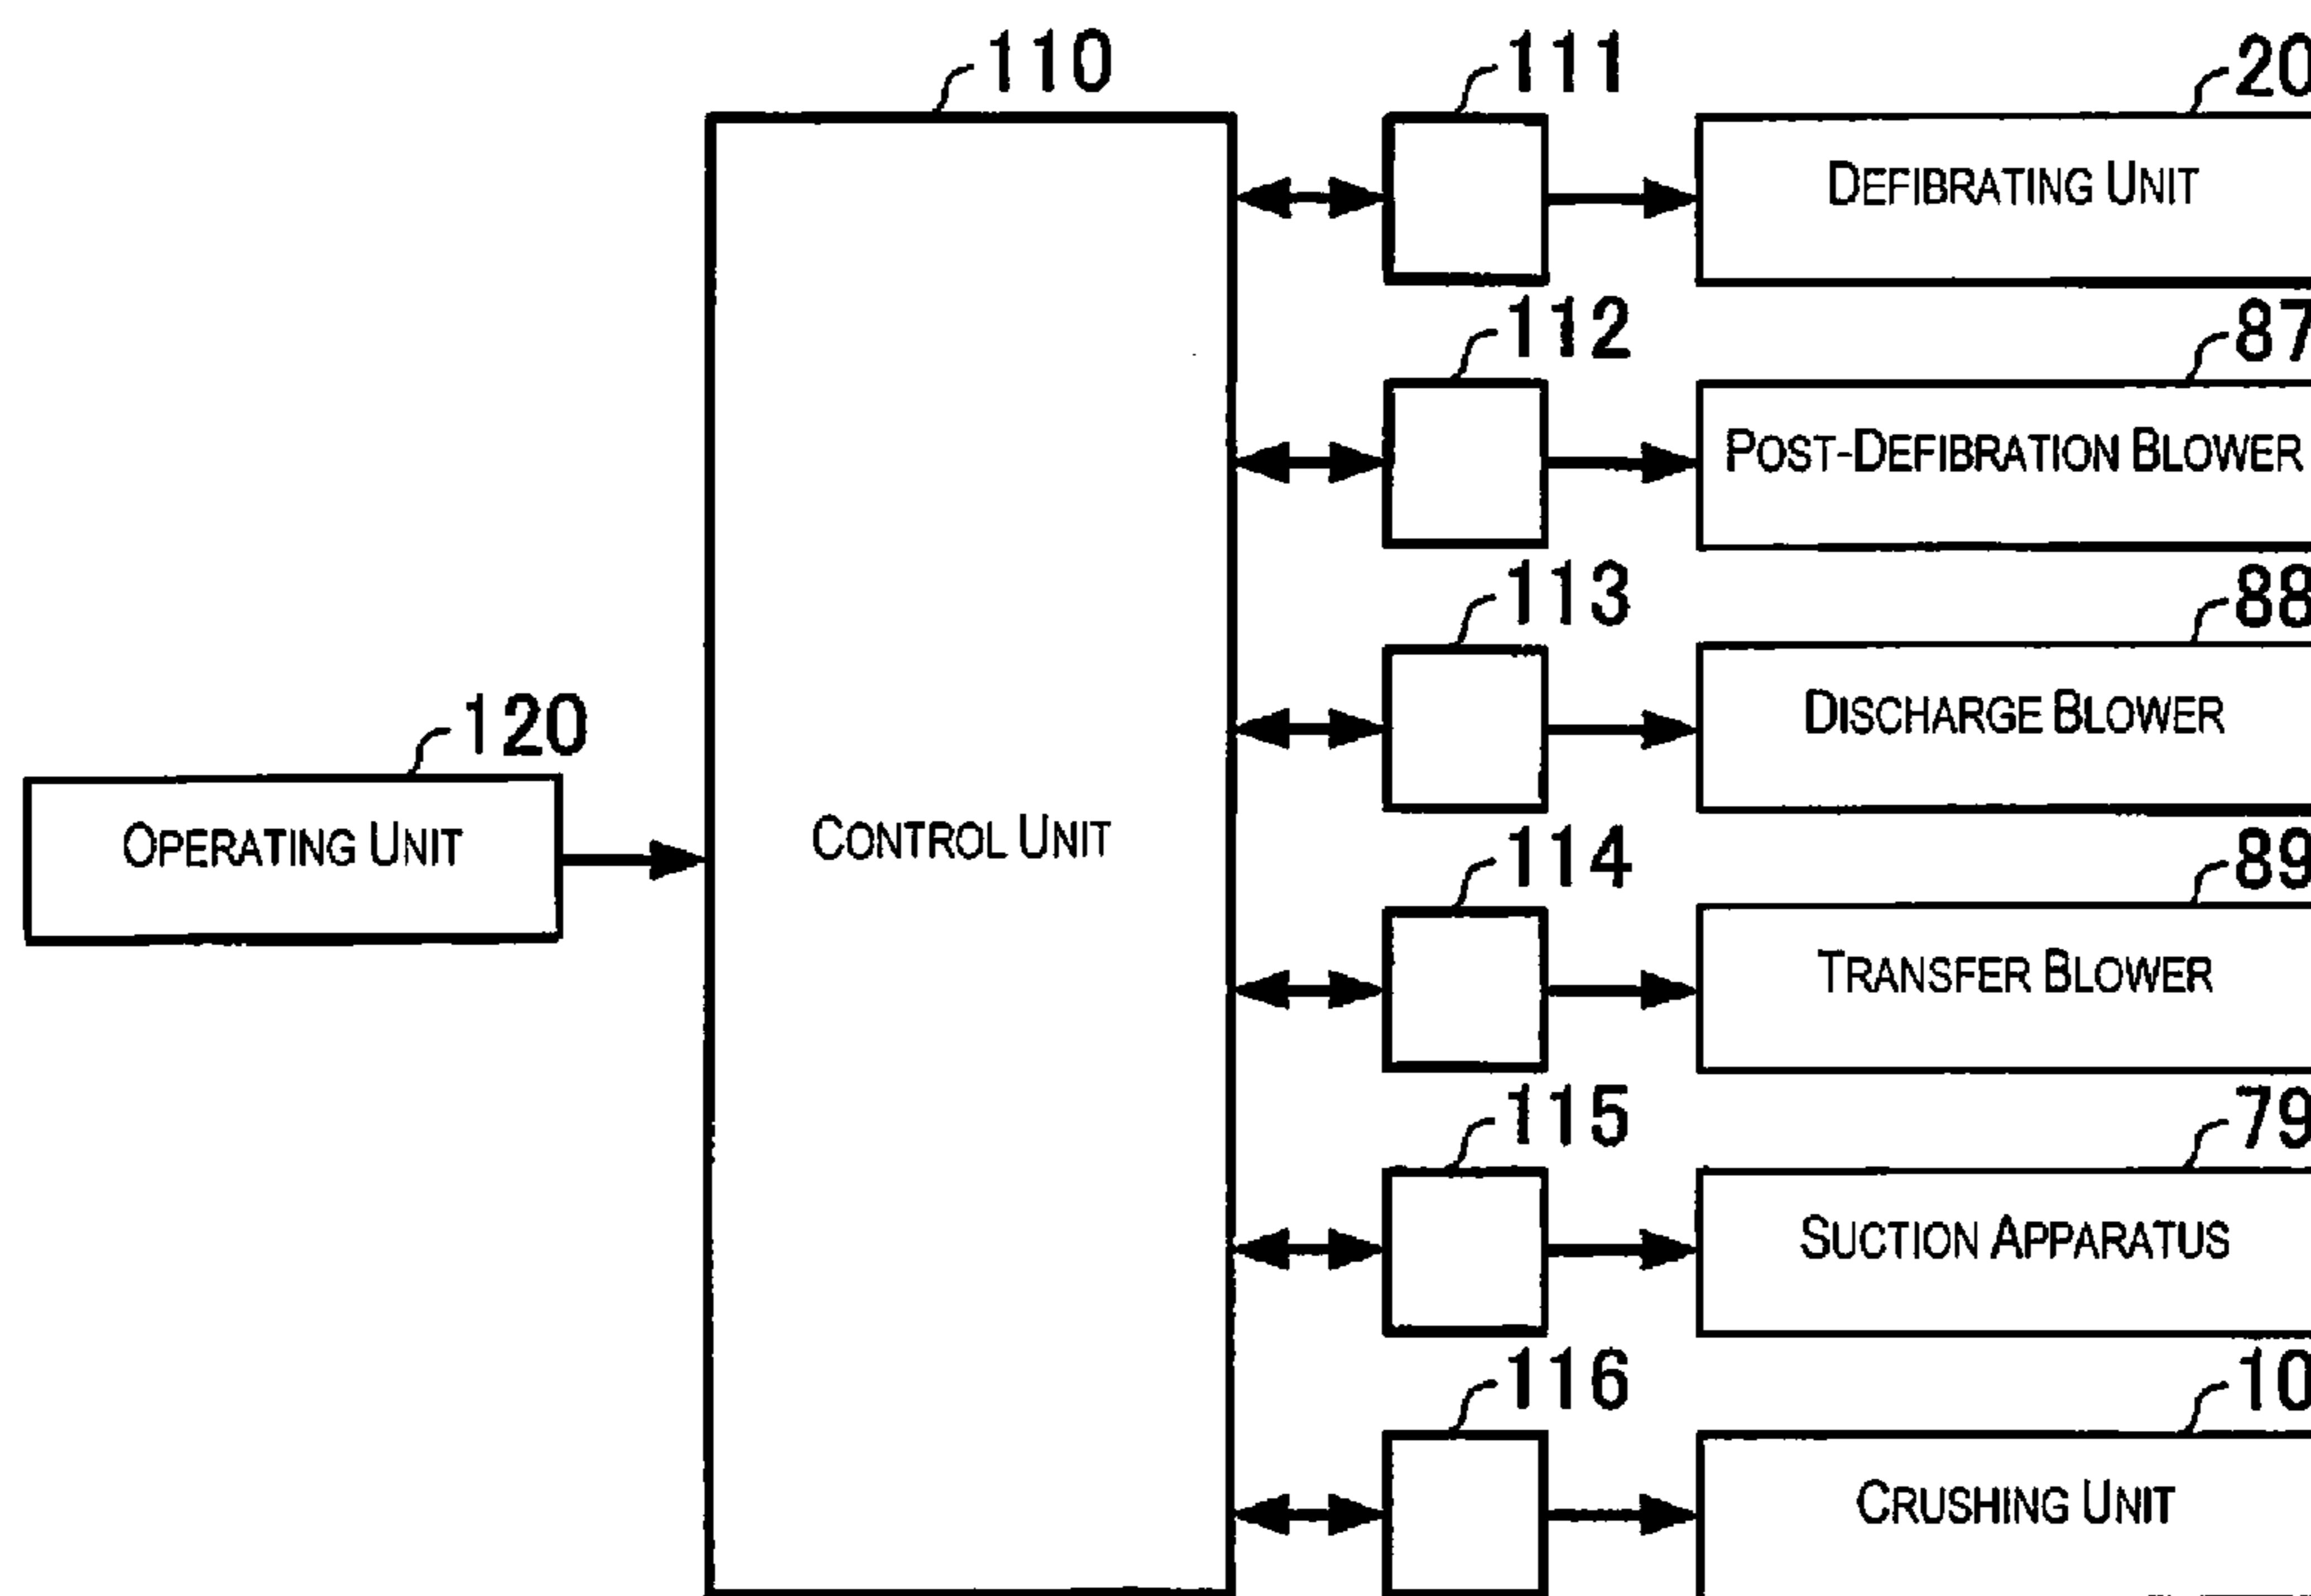 110
111
20
DEFIBRATING UNIT
112
87
POST-DEFIBRATION BLOWER
113
88
DISCHARGE BLOWER
120
OPERATING UNIT
CONTROL UNIT
114
89
TRANSFER BLOWER
115
79
SUCTION APPARATUS
116
10
CRUSHING UNIT